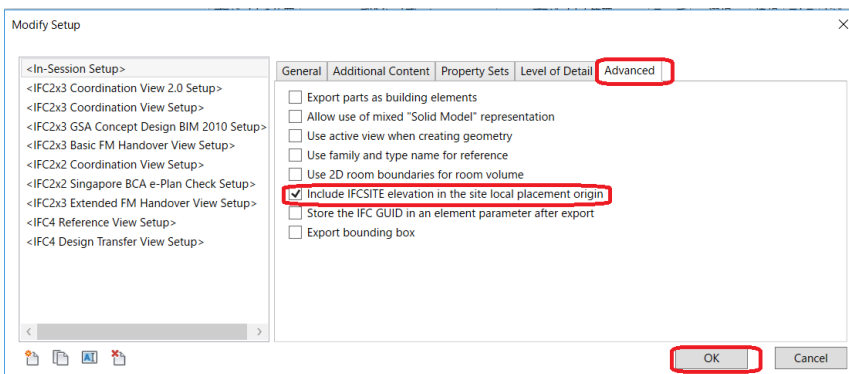 Modify Setup
<In-Session Setup>
<IFC2x3 Coordination View 2.0 Setup>
<IFC2x3 Coordination View Setup>
<IFC2x3 GSA Concept Design BIM 2010 Setup>
<IFC2x3 Basic FM Handover View Setup>
<IFC2x2 Coordination View Setup>
<IFC2x2 Singapore BCA e-Plan Check Setup>
<IFC2x3 Extended FM Handover View Setup>
<IFC4 Reference View Setup>
<IFC4 Design Transfer View Setup>
General Additional Content Property Sets Level of Detail Advanced
Export parts as building elements
Allow use of mixed "Solid Model" representation
Use active view when creating geometry
Use family and type name for reference
Use 2D room boundaries for room volume
Include IFCSITE elevation in the site local placement origin
Store the IFC GUID in an element parameter after export
Export bounding box
AI
OK Cancel